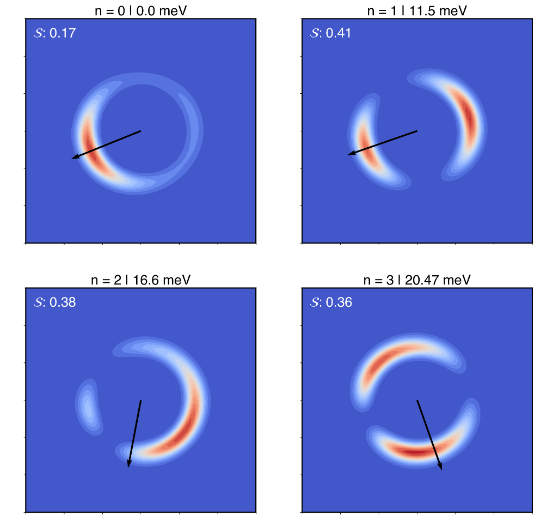 n = 0 | 0.0 meV
𝒮: 0.17
n = 1 | 11.5 meV
𝒮: 0.41
n = 2 | 16.6 meV
𝒮: 0.38
n = 3 | 20.47 meV
𝒮: 0.36